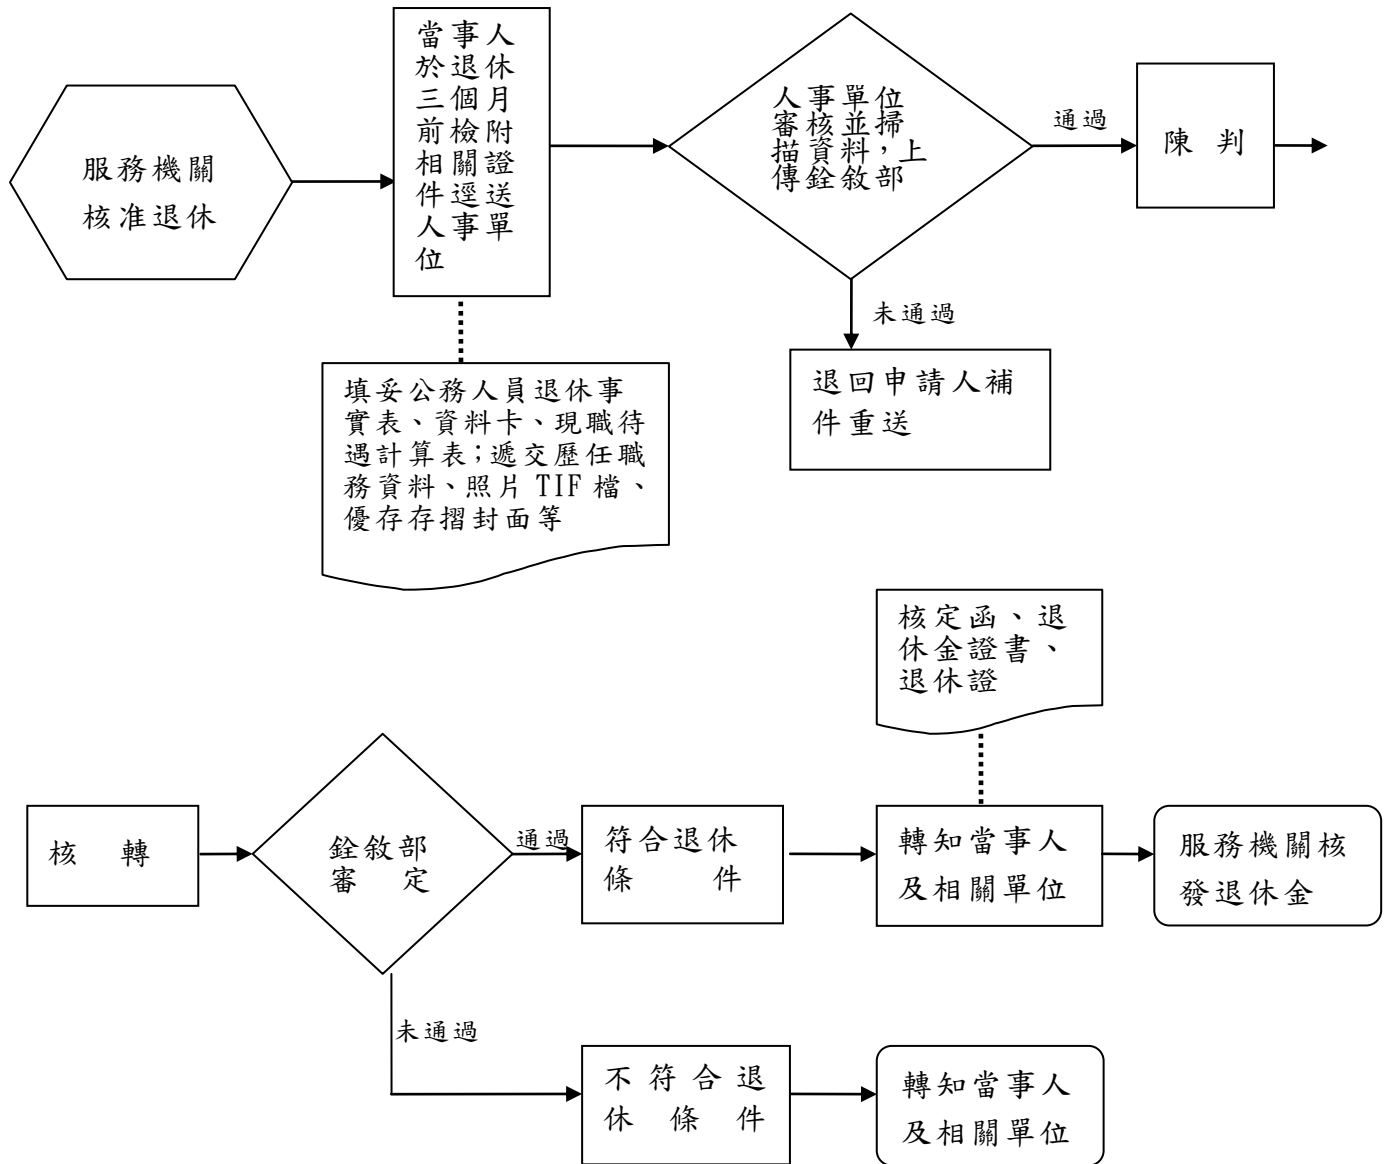 服務機關
核准退休
當事人
於退休
三個月
前檢附
相關證
件逕送
人事單
位
人事單位
審核並掃
描資料，上
傳銓敘部
通過
陳判
未通過
退回申請人補
件重送
填妥公務人員退休事
實表、資料卡、現職待
遇計算表；遞交歷任職
務資料、照片 TIF 檔、
優存存摺封面等
核定函、退
休金證書、
退休證
核轉
銓敘部
審定
通過
符合退休
條件
轉知當事人
及相關單位
服務機關核
發退休金
未通過
不符合退
休條件
轉知當事人
及相關單位